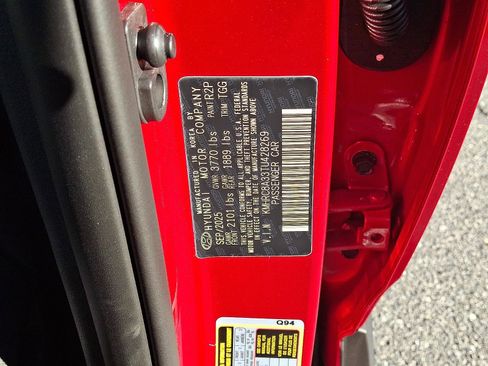 MANUFACTURED IN KOREA BY
HYUNDAI MOTOR COMPANY
PAINT R2P
SEP/2025 GVWR 3770 lbs TRIM TGG
GAWR FRONT 2101 lbs GAWR REAR 1889 lbs
THIS VEHICLE CONFORMS TO ALL APPLICABLE U.S.A. FEDERAL
MOTOR VEHICLE SAFETY, BUMPER, AND THEFT PREVENTION
STANDARDS IN EFFECT ON THE DATE OF MANUFACTURE SHOWN ABOVE
V.I.N KMHRC8A33TU428269
PASSENGER CAR
Q94